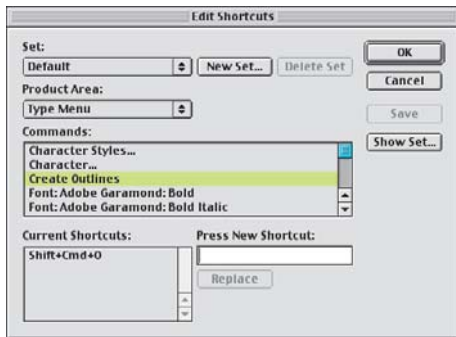 Edit Shortcuts
Set:
Default
New Set...
Delete Set
OK
Cancel
Product Area:
Type Menu
Save
Commands:
Show Set...
Character Styles...
Character...
Create Outlines
Font: Adobe Garamond: Bold
Font: Adobe Garamond: Bold Italic
Current Shortcuts:
Press New Shortcut:
Shift+Cmd+O
Replace